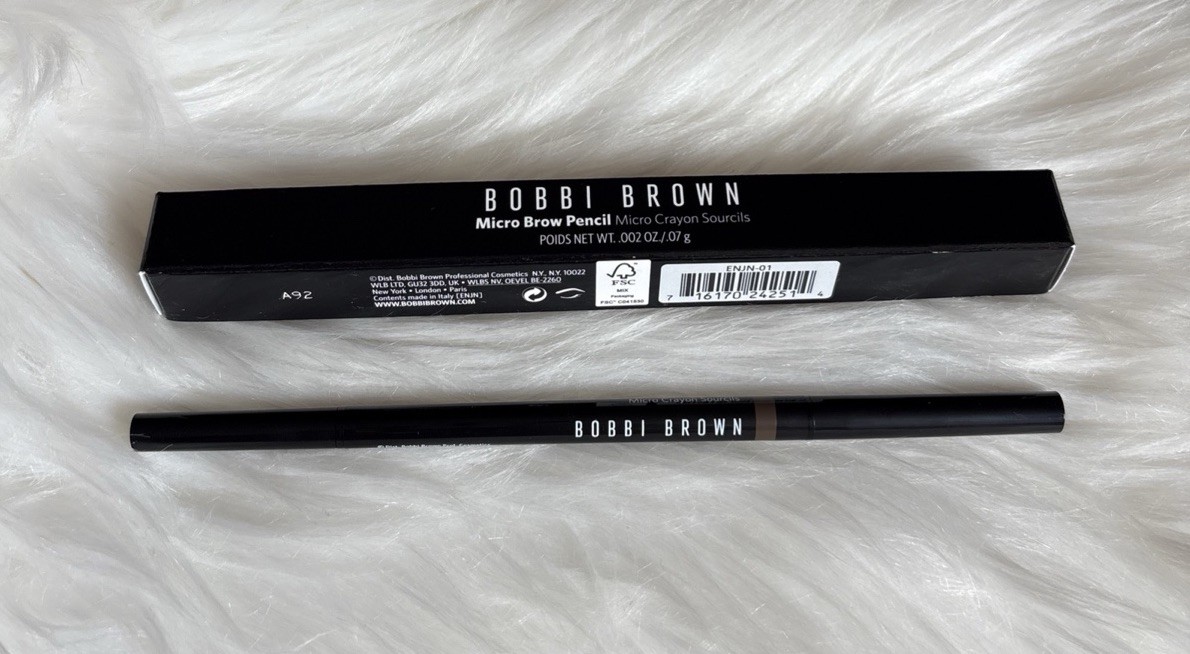 BOBBI BROWN
Micro Brow Pencil Micro Crayon Sourcils
POIDS NET WT. .002 OZ./.07 g
A92
© Dist. Bobbi Brown Professional Cosmetics N.Y., N.Y. 10022
WLB LTD, GU32 3DD, UK • WLBS NV, OEVEL BE-2260
New York • London • Paris
Contents made in Italy [ENJN]
WWW.BOBBIBROWN.COM
FSC
MIX
Packaging
ENJN-01
7 16170 24251 4
Micro Crayon Sourcils
BOBBI BROWN